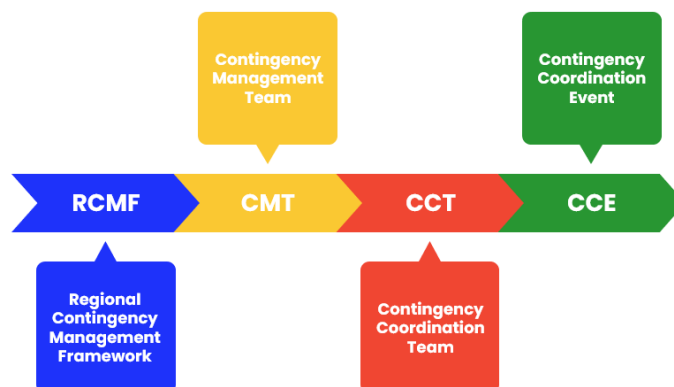 Contingency
Management
Team
Contingency
Coordination
Event
RCMF
CMT
CCT
CCE
Regional
Contingency
Management
Framework
Contingency
Coordination
Team